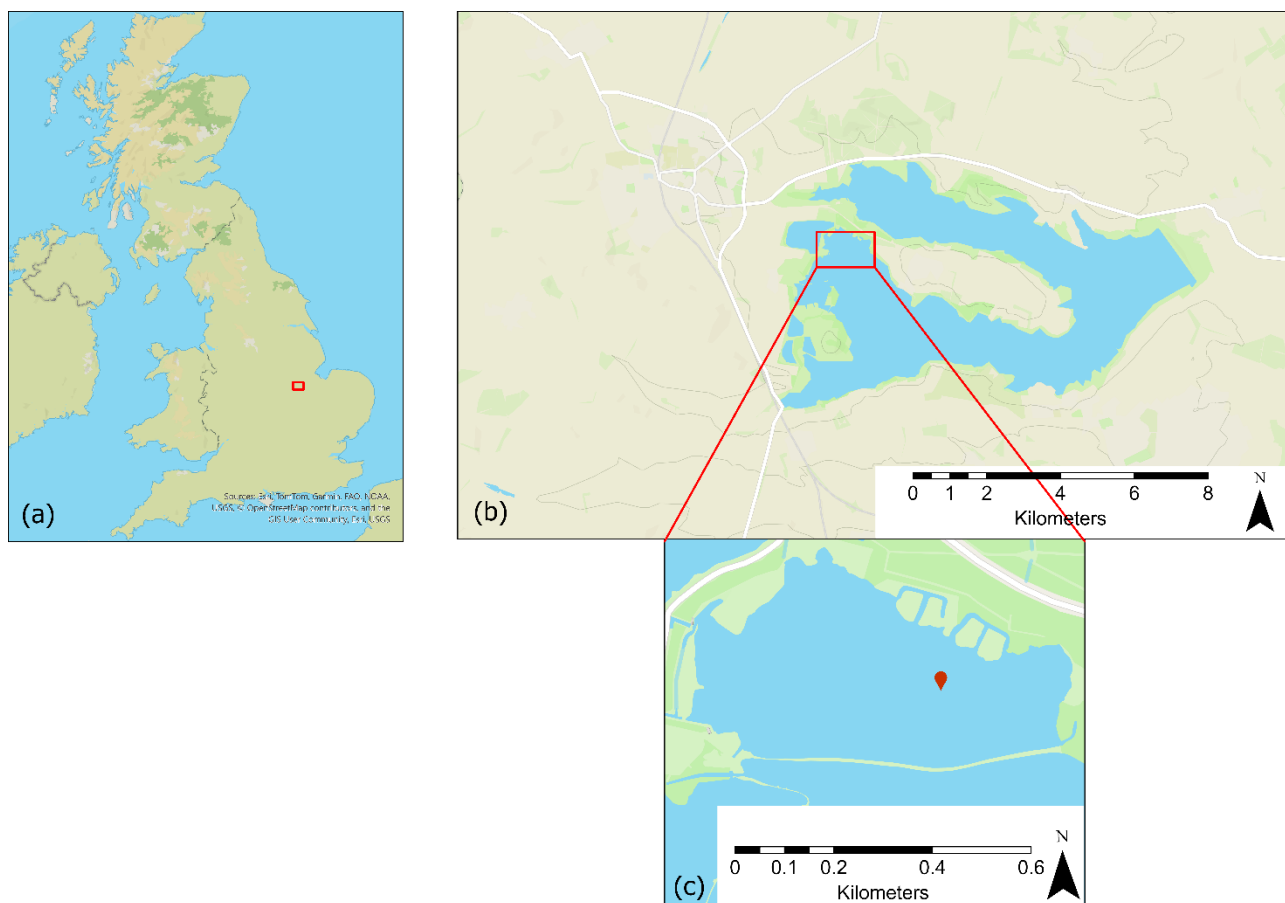 Sources: Esri, TomTom, Garmin, FAO, NOAA,
USGS, © OpenStreetMap contributors, and the
GIS User Community, Esri, USGS
(a)
(b)
0 1 2 4 6 8
Kilometers
N
(c)
0 0.1 0.2 0.4 0.6
Kilometers
N